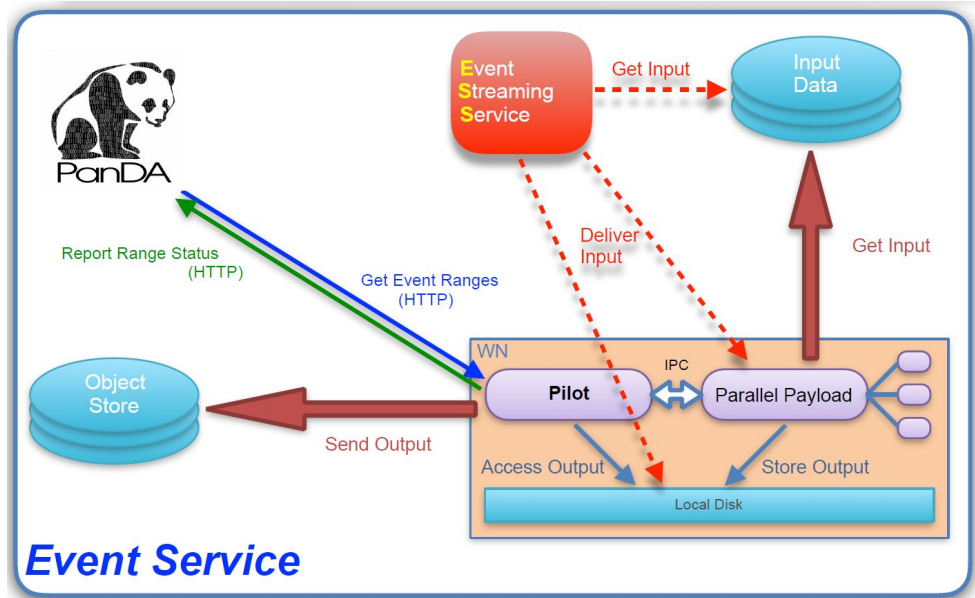 Event
Streaming
Service
Get Input
Input
Data
PanDA
Deliver
Input
Get Input
Report Range Status
(HTTP)
Get Event Ranges
(HTTP)
WN
IPC
Pilot
Parallel Payload
Object
Store
Send Output
Access Output
Store Output
Local Disk
Event Service